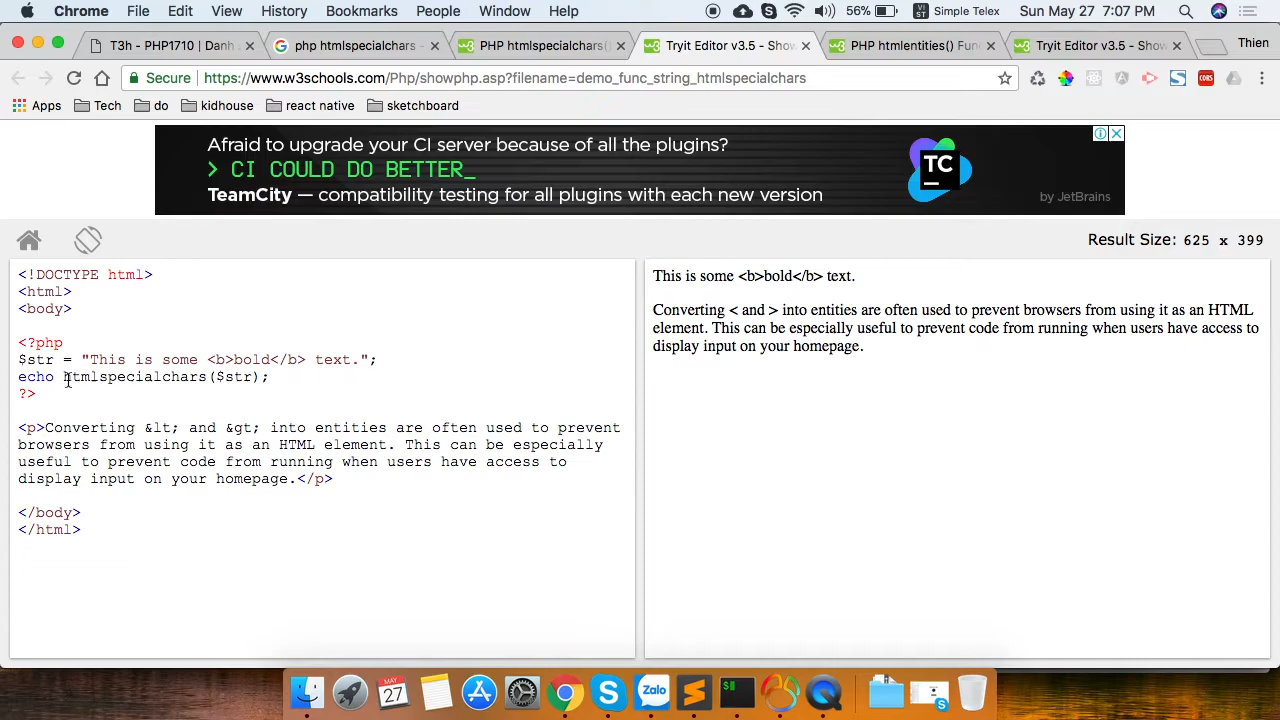 Chrome File Edit View History Bookmarks People Window Help 56% VI ST Simple Telex Sun May 27 7:07 PM
T3h - PHP1710 | Danh php htmlspecialchars - PHP htmlspecialchars() Tryit Editor v3.5 - Show PHP htmlentities() Func Tryit Editor v3.5 - Show Thien
Secure https://www.w3schools.com/Php/showphp.asp?filename=demo_func_string_htmlspecialchars CORS
Apps Tech do kidhouse react native sketchboard
Afraid to upgrade your CI server because of all the plugins?
> CI COULD DO BETTER_
TeamCity — compatibility testing for all plugins with each new version
TC
by JetBrains
Result Size: 625 x 399
<!DOCTYPE html>
<html>
<body>
<?php
$str = "This is some <b>bold</b> text.";
echo htmlspecialchars($str);
?>
<p>Converting &lt; and &gt; into entities are often used to prevent
browsers from using it as an HTML element. This can be especially
useful to prevent code from running when users have access to
display input on your homepage.</p>
</body>
</html>
This is some <b>bold</b> text.
Converting < and > into entities are often used to prevent browsers from using it as an HTML
element. This can be especially useful to prevent code from running when users have access to
display input on your homepage.
MAY
27
Zalo